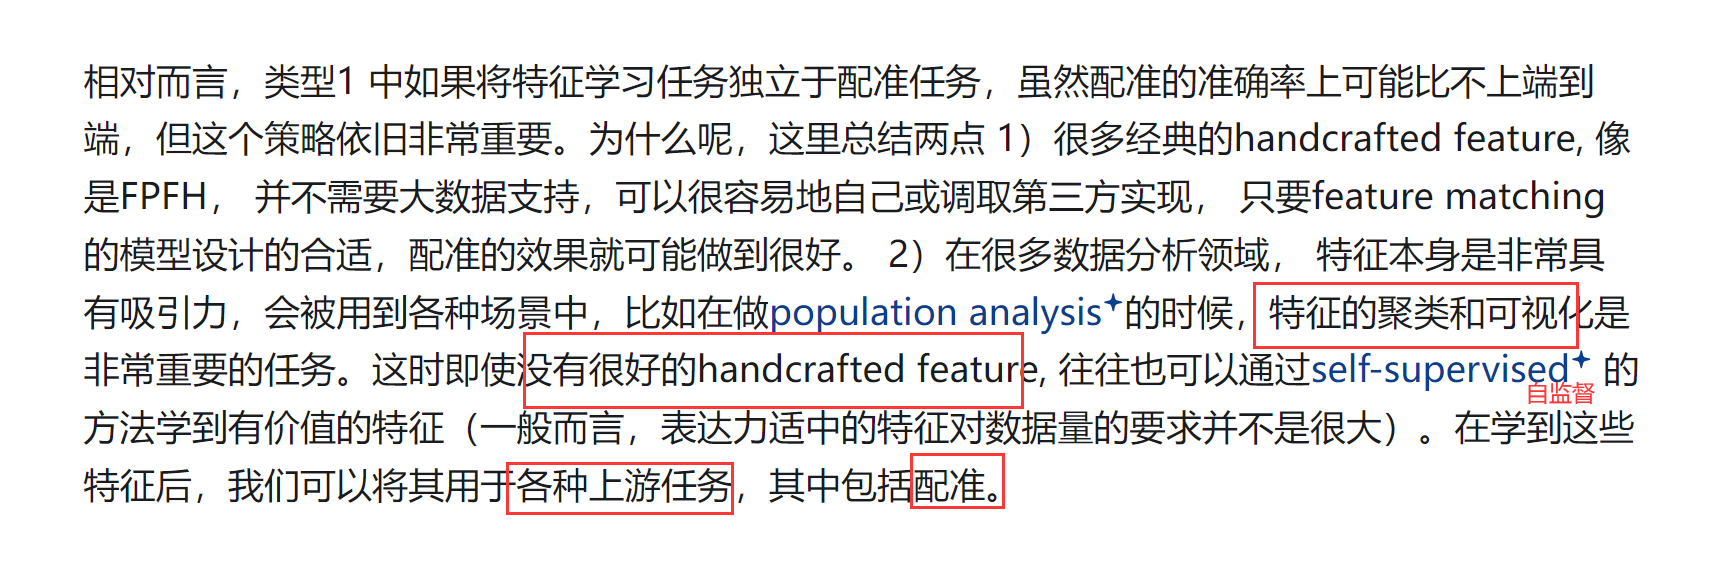 相对而言，类型1 中如果将特征学习任务独立于配准任务，虽然配准的准确率上可能比不上端到
端，但这个策略依旧非常重要。为什么呢，这里总结两点 1）很多经典的handcrafted feature, 像
是FPFH， 并不需要大数据支持，可以很容易地自己或调取第三方实现， 只要feature matching
的模型设计的合适，配准的效果就可能做到很好。 2）在很多数据分析领域， 特征本身是非常具
有吸引力，会被用到各种场景中，比如在做population analysis的时候，特征的聚类和可视化是
非常重要的任务。这时即使没有很好的handcrafted feature, 往往也可以通过self-supervised 的
自监督
方法学到有价值的特征（一般而言，表达力适中的特征对数据量的要求并不是很大）。在学到这些
特征后，我们可以将其用于各种上游任务，其中包括配准。